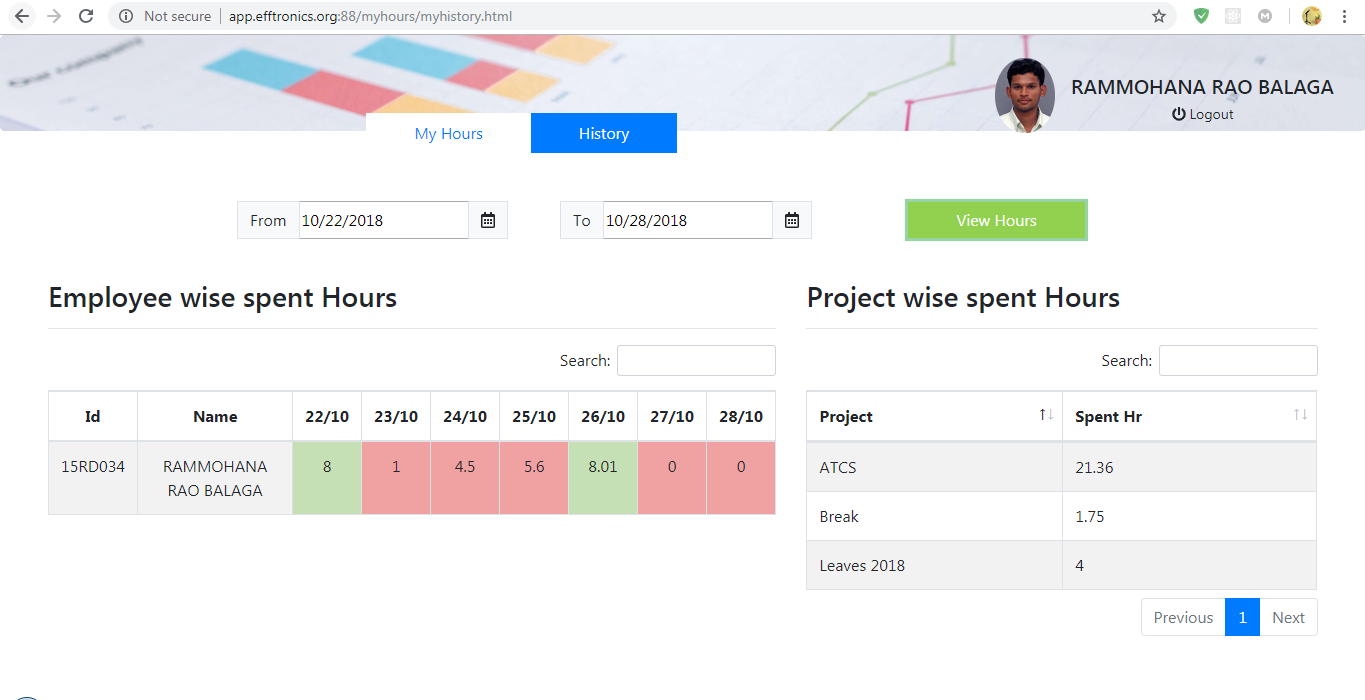 Not secure | app.efftronics.org:88/myhours/myhistory.html
RAMMOHANA RAO BALAGA
Logout
My Hours History
From 10/22/2018 To 10/28/2018 View Hours
Employee wise spent Hours
Search:
Id Name 22/10 23/10 24/10 25/10 26/10 27/10 28/10
15RD034 RAMMOHANA RAO BALAGA 8 1 4.5 5.6 8.01 0 0
Project wise spent Hours
Search:
Project Spent Hr
ATCS 21.36
Break 1.75
Leaves 2018 4
Previous 1 Next